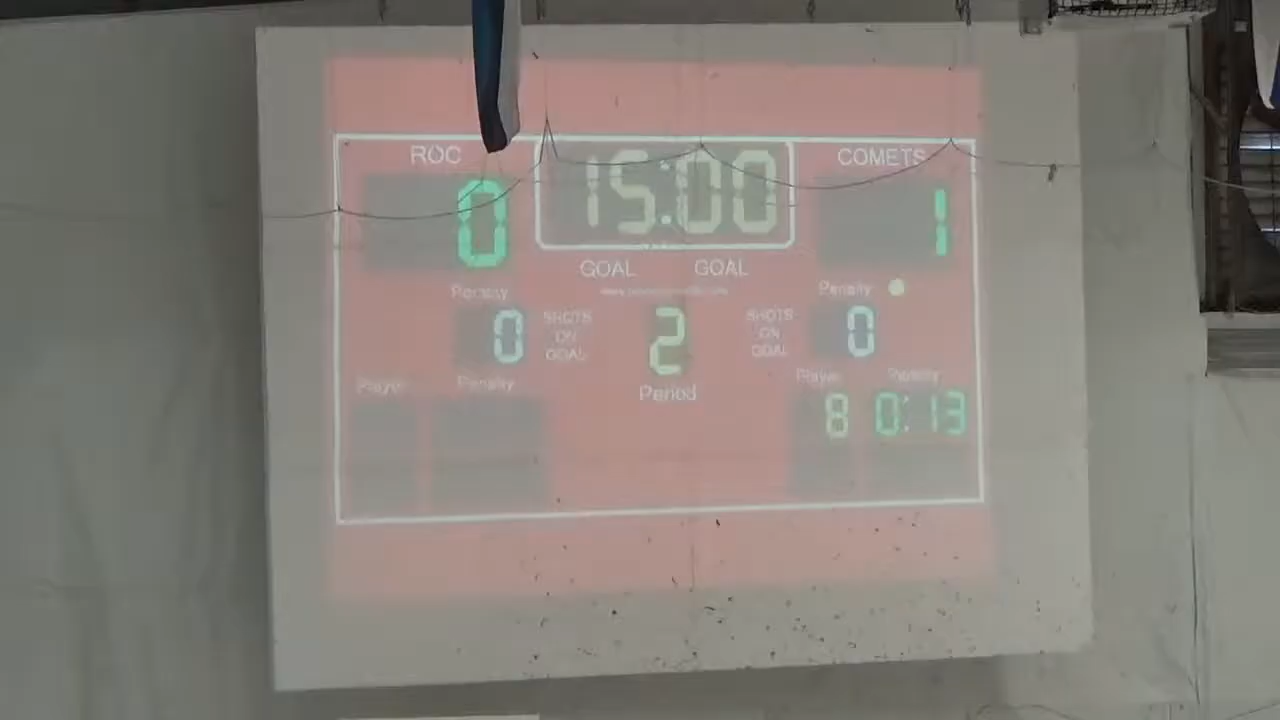 ROC 15:00 COMETS
0 1
GOAL GOAL
Penalty Penalty
0 SHOTS ON GOAL 2 SHOTS ON GOAL 0
Player Penalty Period Player Penalty
8 0:13